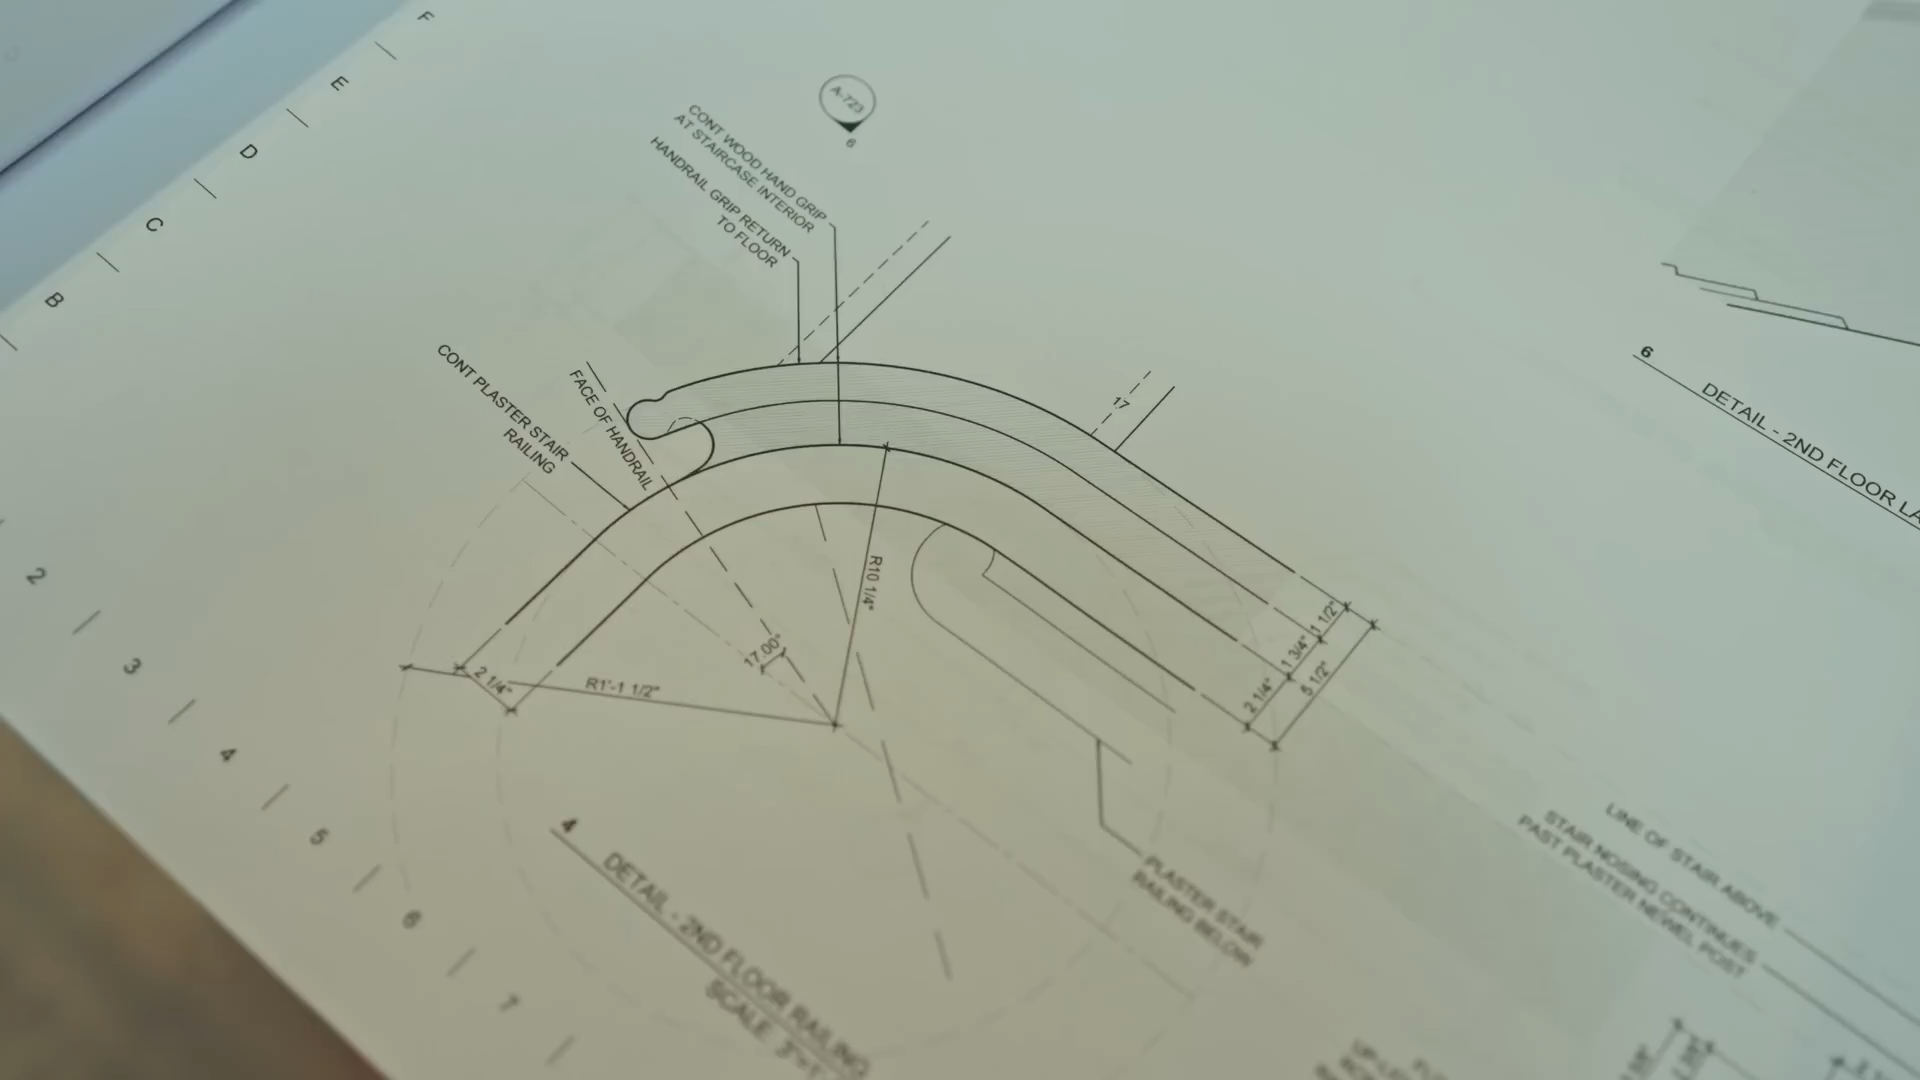 F
E
D
C
B
A-723
6
CONT WOOD HAND GRIP
AT STAIRCASE INTERIOR
HANDRAIL GRIP RETURN
TO FLOOR
CONT PLASTER STAIR
RAILING
FACE OF HANDRAIL
17
R10 1/4"
17.00°
2 1/4"
R1'-1 1/2"
1 1/2"
1 3/4"
2 1/4"
5 1/2"
6
DETAIL - 2ND FLOOR
2
3
4
5
6
7
4
DETAIL - 2ND FLOOR RAILING
SCALE:
PLASTER STAIR
RAILING BELOW
LINE OF STAIR ABOVE
STAIR NOSING CONTINUES
PAST PLASTER NEWEL POST